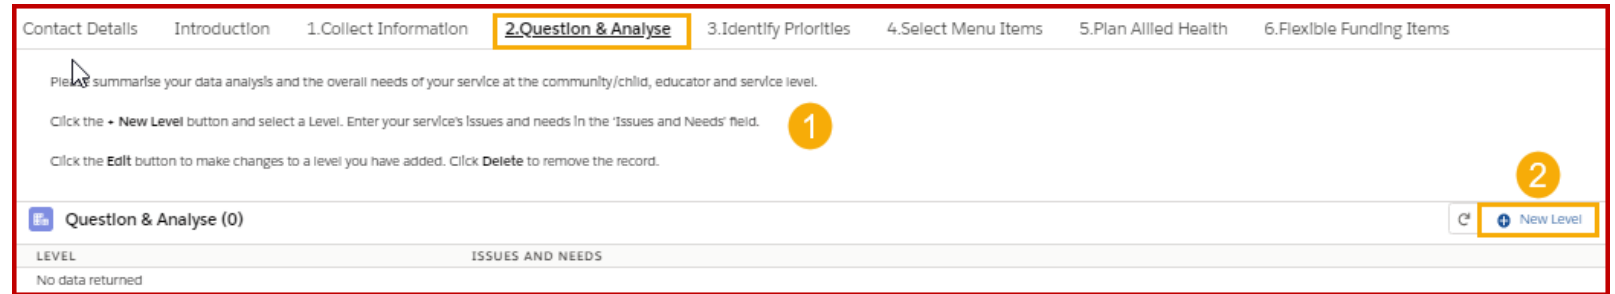 Contact Details Introduction 1.Collect Information 2.Question & Analyse 3.Identify Priorities 4.Select Menu Items 5.Plan Allied Health 6.Flexible Funding Items
Please summarise your data analysis and the overall needs of your service at the community/child, educator and service level.
Click the + New Level button and select a Level. Enter your service's issues and needs in the 'Issues and Needs' field.
1
Click the Edit button to make changes to a level you have added. Click Delete to remove the record.
2
Question & Analyse (0) New Level
LEVEL ISSUES AND NEEDS
No data returned